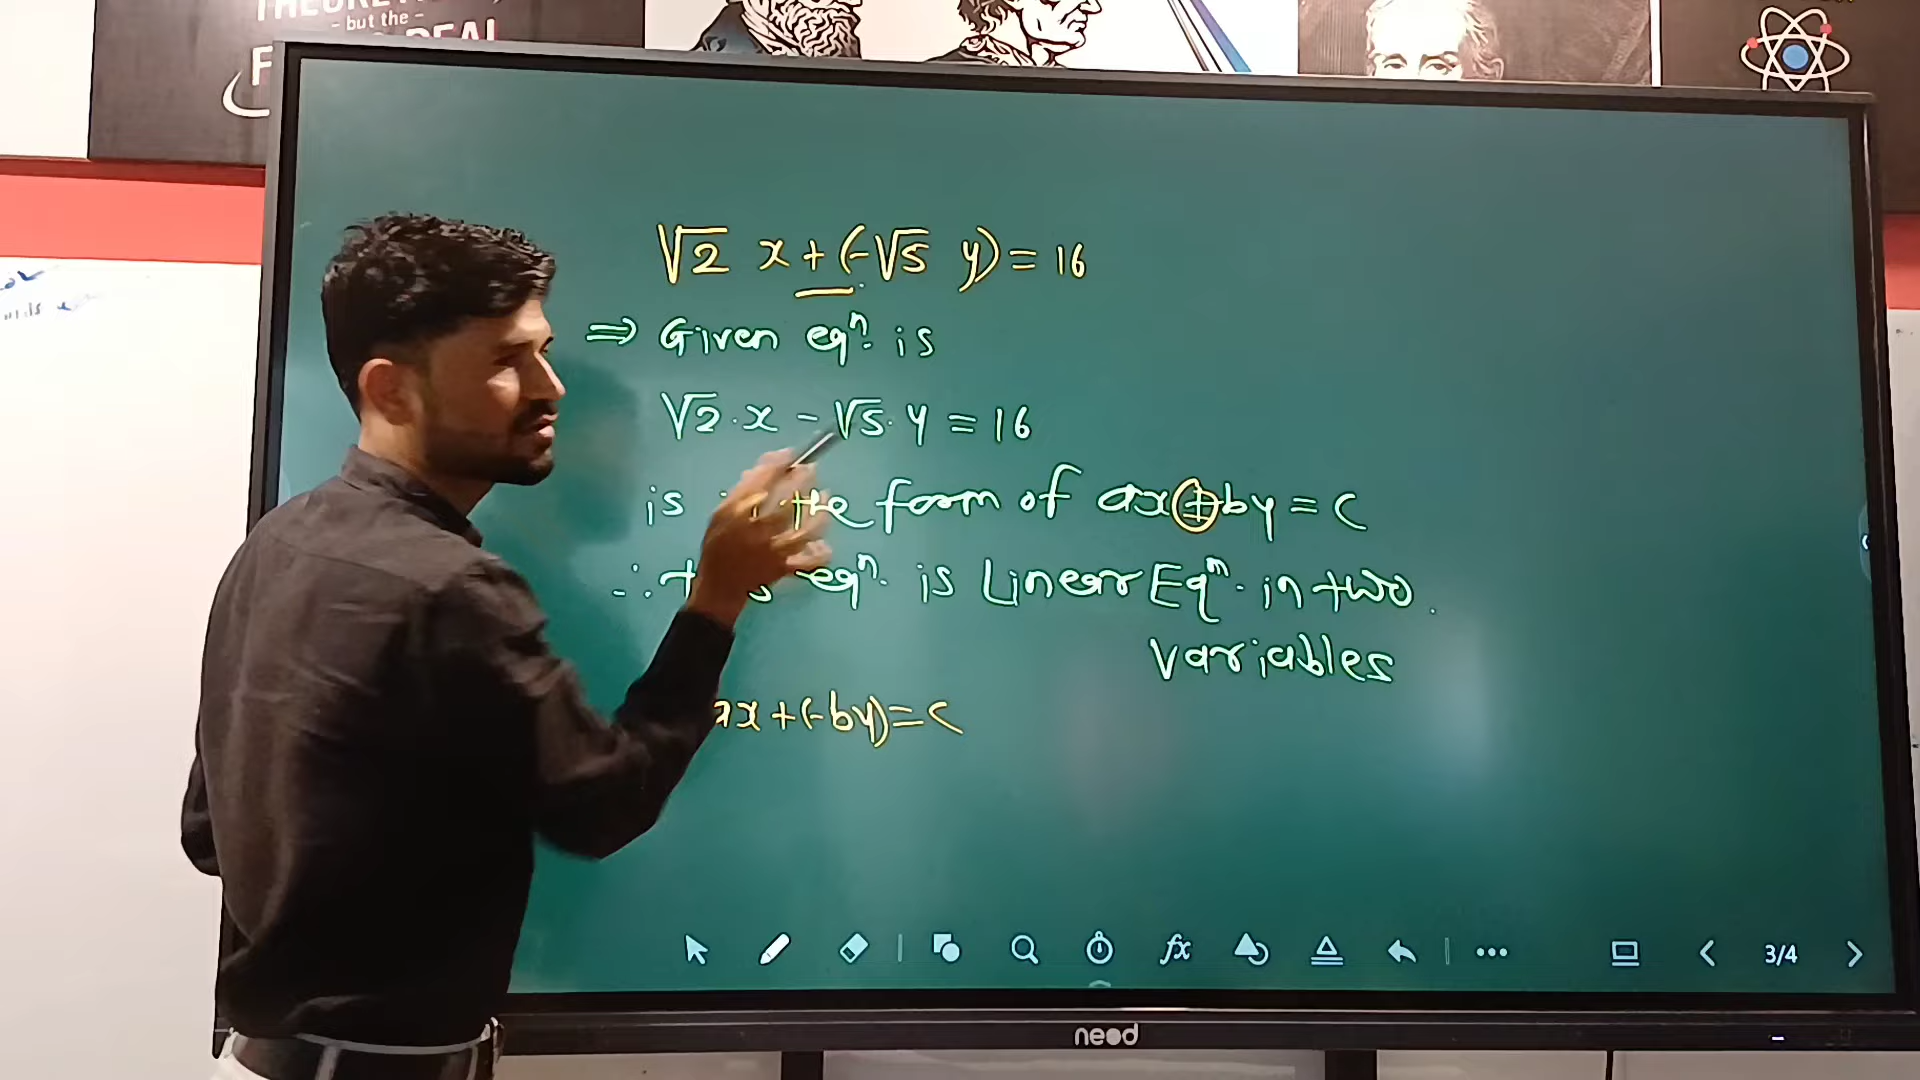 - but the -
√2 x + (-√5 y) = 16
⇒ Given eqⁿ. is
√2 . x - √5 . y = 16
is the form of ax ± by = c
∴ eqⁿ. is Linear Eqⁿ. in two.
variables
ax + (-by) = c
fx
3/4
neod